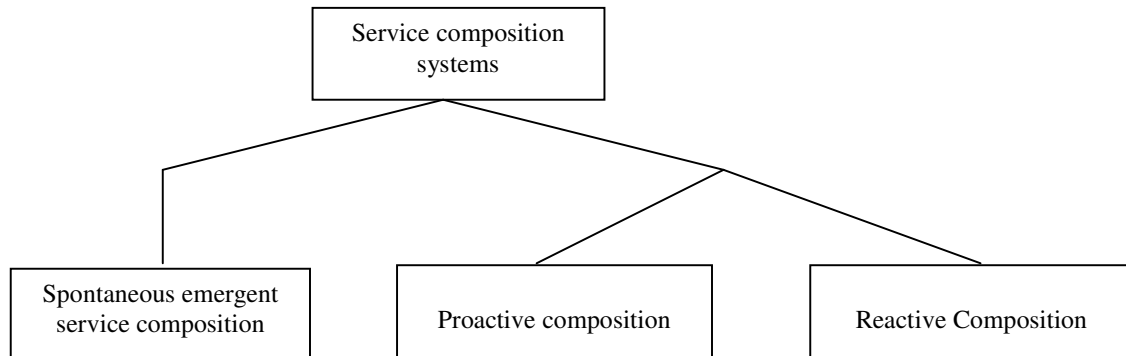 Service composition
systems
Spontaneous emergent
service composition
Proactive composition
Reactive Composition